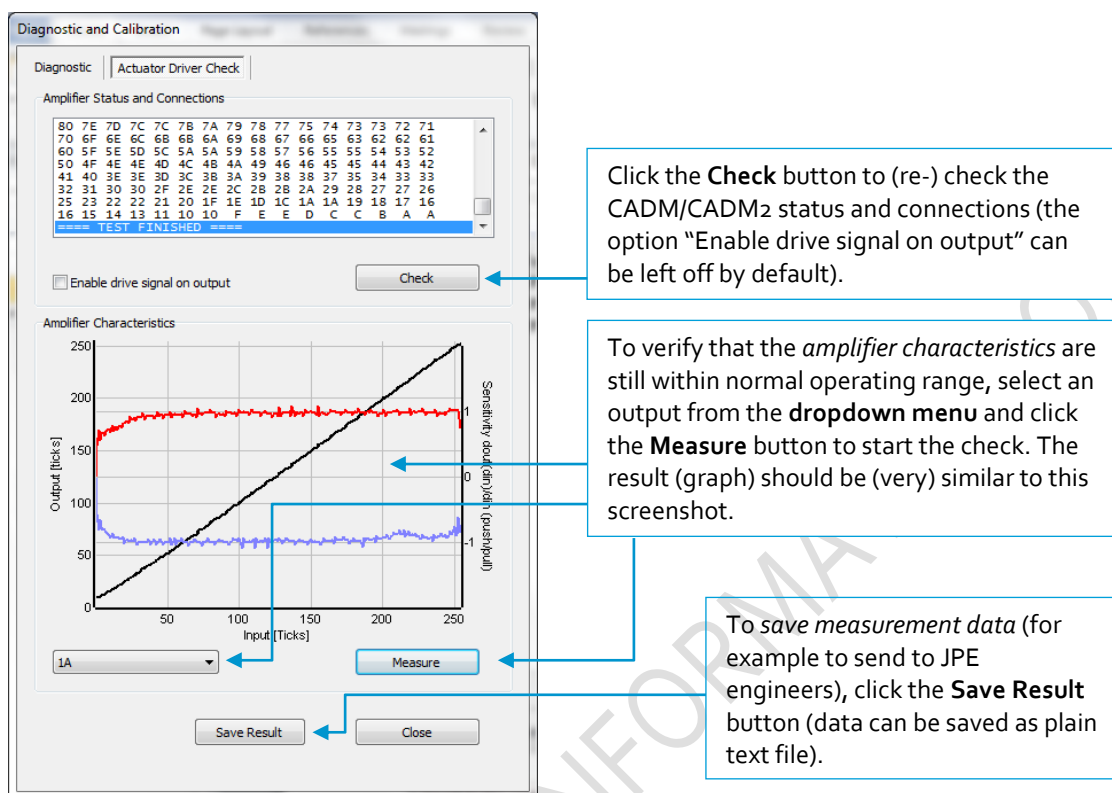 Diagnostic and Calibration
Diagnostic
Actuator Driver Check
Amplifier Status and Connections
80 7E 7D 7C 7C 7B 7A 79 78 77 75 74 73 73 72 71
70 6F 6E 6C 6B 6B 6A 69 68 67 66 65 63 62 62 61
60 5F 5E 5D 5C 5A 5A 59 58 57 56 55 55 54 53 52
50 4F 4E 4E 4D 4C 4B 4A 49 46 46 45 45 44 43 42
41 40 3E 3E 3D 3C 3B 3A 39 38 38 37 35 34 33 33
32 31 30 30 2F 2E 2E 2C 2B 2B 2A 29 28 27 27 26
25 23 22 22 21 20 1F 1E 1D 1C 1A 1A 19 18 17 16
16 15 14 13 11 10 10 F E E D C C B A A
==== TEST FINISHED ====
Enable drive signal on output
Check
Amplifier Characteristics
250
200
150
100
50
0
Output [ticks]
50 100 150 200 250
Input [Ticks]
1
0
-1
Sensitivity dout(din)/din (push/pull)
1A
Measure
Save Result
Close
Click the Check button to (re-) check the
CADM/CADM2 status and connections (the
option “Enable drive signal on output” can
be left off by default).
To verify that the amplifier characteristics are
still within normal operating range, select an
output from the dropdown menu and click
the Measure button to start the check. The
result (graph) should be (very) similar to this
screenshot.
To save measurement data (for
example to send to JPE
engineers), click the Save Result
button (data can be saved as plain
text file).